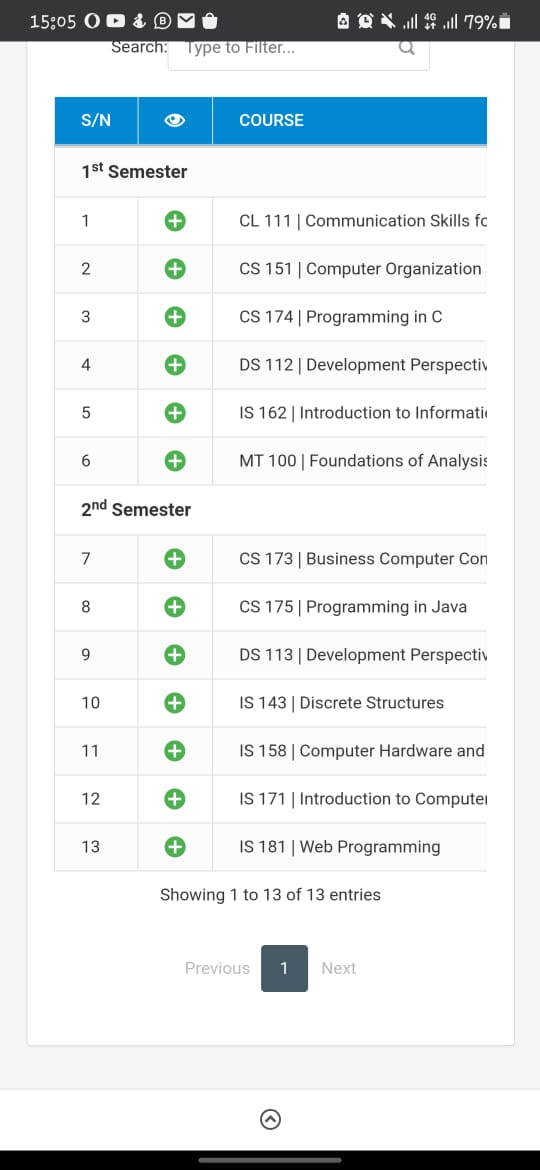 15:05 4G 79%
Search: Type to Filter...
S/N COURSE
1st Semester
1 CL 111 | Communication Skills fo
2 CS 151 | Computer Organization
3 CS 174 | Programming in C
4 DS 112 | Development Perspectiv
5 IS 162 | Introduction to Informati
6 MT 100 | Foundations of Analysis
2nd Semester
7 CS 173 | Business Computer Com
8 CS 175 | Programming in Java
9 DS 113 | Development Perspectiv
10 IS 143 | Discrete Structures
11 IS 158 | Computer Hardware and
12 IS 171 | Introduction to Computer
13 IS 181 | Web Programming
Showing 1 to 13 of 13 entries
Previous 1 Next